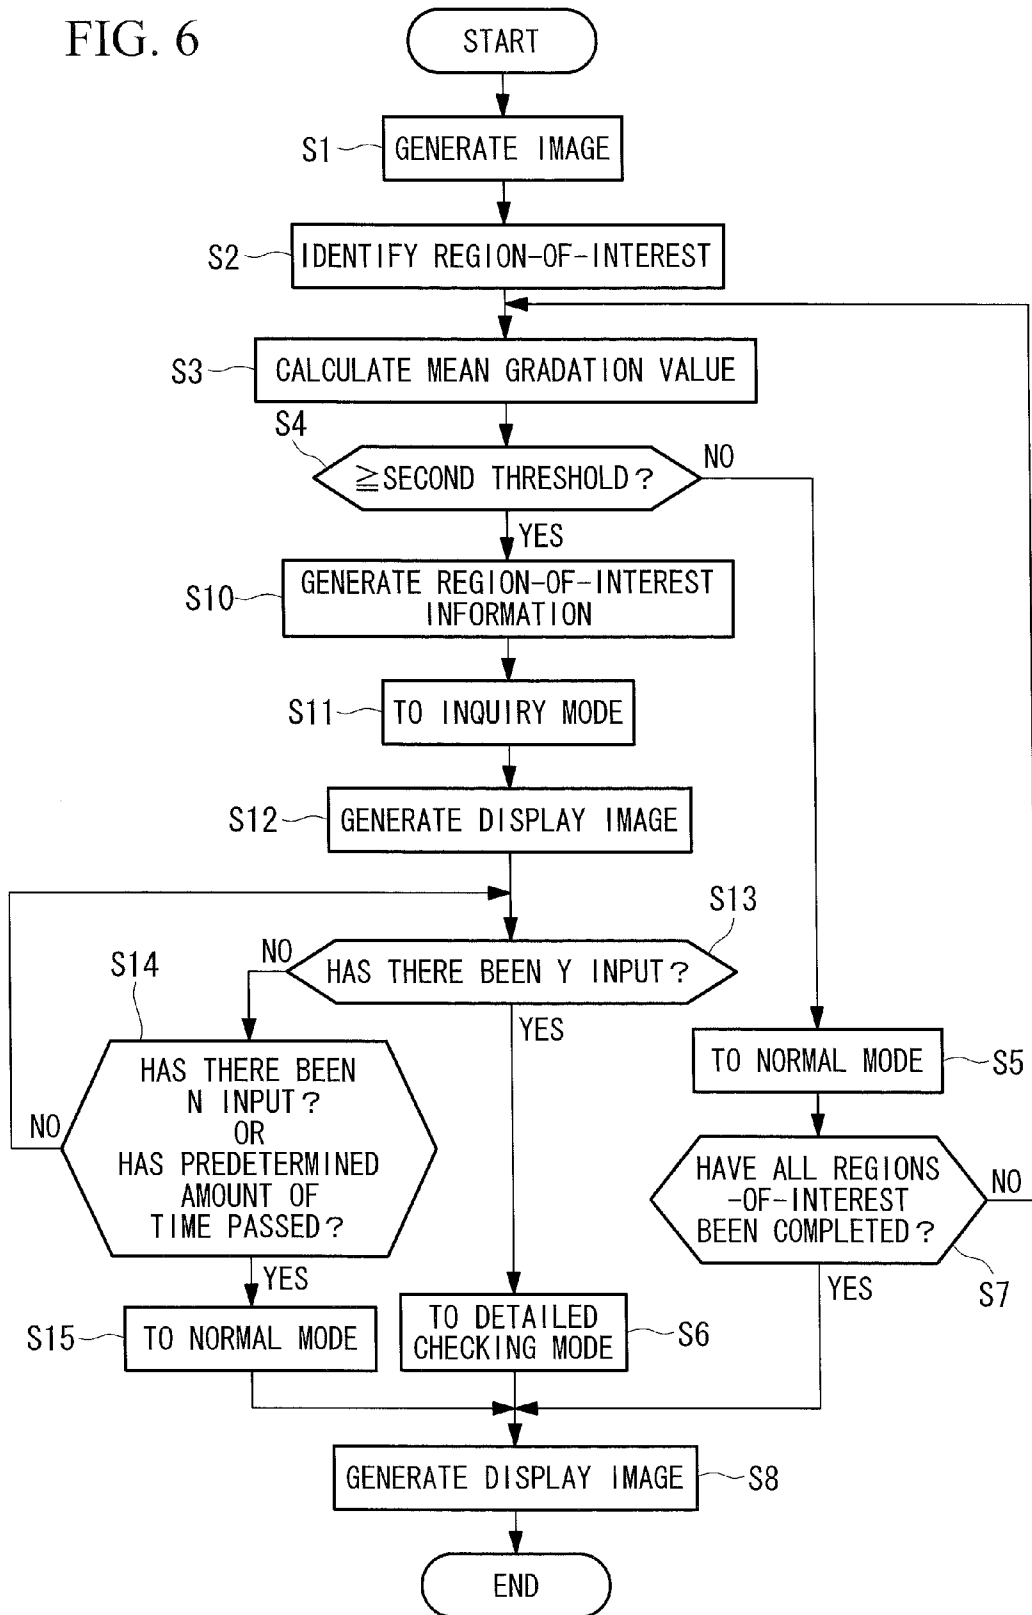 FIG. 6
START
S1
GENERATE IMAGE
S2
IDENTIFY REGION-OF-INTEREST
S3
CALCULATE MEAN GRADATION VALUE
S4
≧SECOND THRESHOLD?
NO
YES
S10
GENERATE REGION-OF-INTEREST
INFORMATION
S11
TO INQUIRY MODE
S12
GENERATE DISPLAY IMAGE
S13
HAS THERE BEEN Y INPUT?
NO
YES
S14
HAS THERE BEEN
N INPUT?
OR
HAS PREDETERMINED
AMOUNT OF
TIME PASSED?
NO
YES
TO NORMAL MODE
S5
HAVE ALL REGIONS
-OF-INTEREST
BEEN COMPLETED?
NO
YES
S7
S15
TO NORMAL MODE
TO DETAILED
CHECKING MODE
S6
GENERATE DISPLAY IMAGE
S8
END